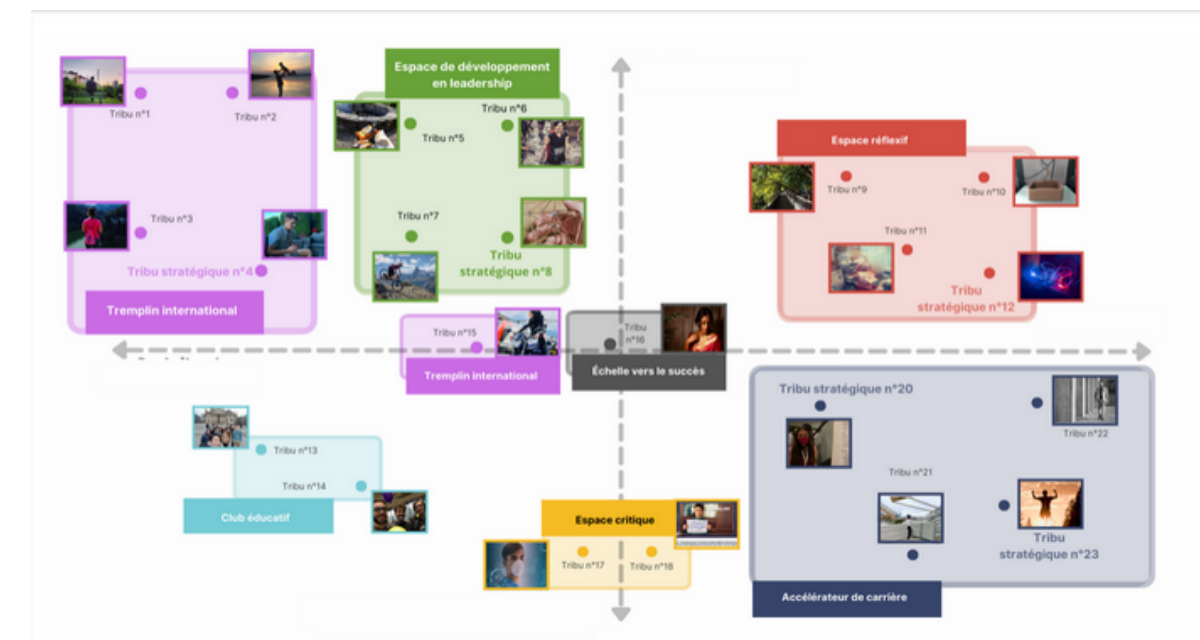 Espace de développement
en leadership
Tribu n°1
Tribu n°2
Tribu n°3
Tribu stratégique n°4
Tremplin international
Tribu n°5
Tribu n°6
Tribu n°7
Tribu
stratégique n°8
Espace réflexif
Tribu n°9
Tribu n°10
Tribu n°11
Tribu
stratégique n°12
Tribu n°15
Tremplin international
Tribu
n°16
Échelle vers le succès
Tribu n°13
Tribu n°14
Club éducatif
Espace critique
Tribu n°17
Tribu n°18
Tribu stratégique n°20
Tribu n°22
Tribu n°21
Tribu
stratégique n°23
Accélérateur de carrière